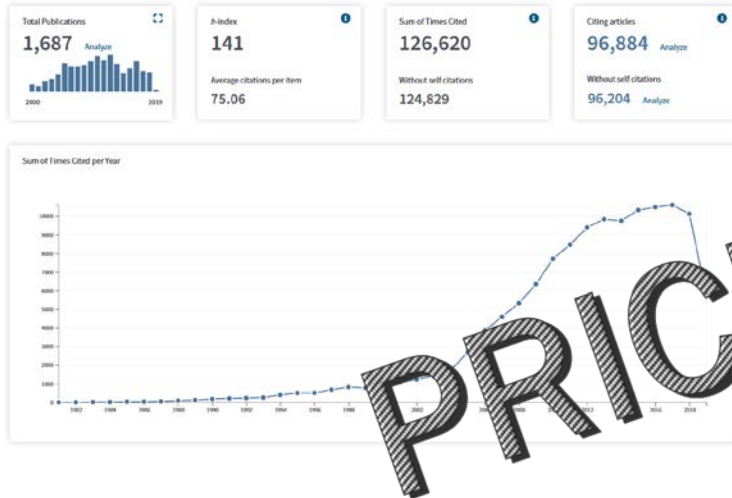 Total Publications
h-index
Sum of Times Cited
Citing articles
1,687 Analyze
141
126,620
96,884 Analyze
Average citations per item
Without self citations
Without self citations
75.06
124,829
96,204 Analyze
2000 2019
Sum of Times Cited per Year
10000
9000
8000
7000
6000
5000
4000
3000
2000
1000
0
1982 1984 1986 1988 1990 1992 1994 1996 1998 2002 2012 2016 2018
PRIC